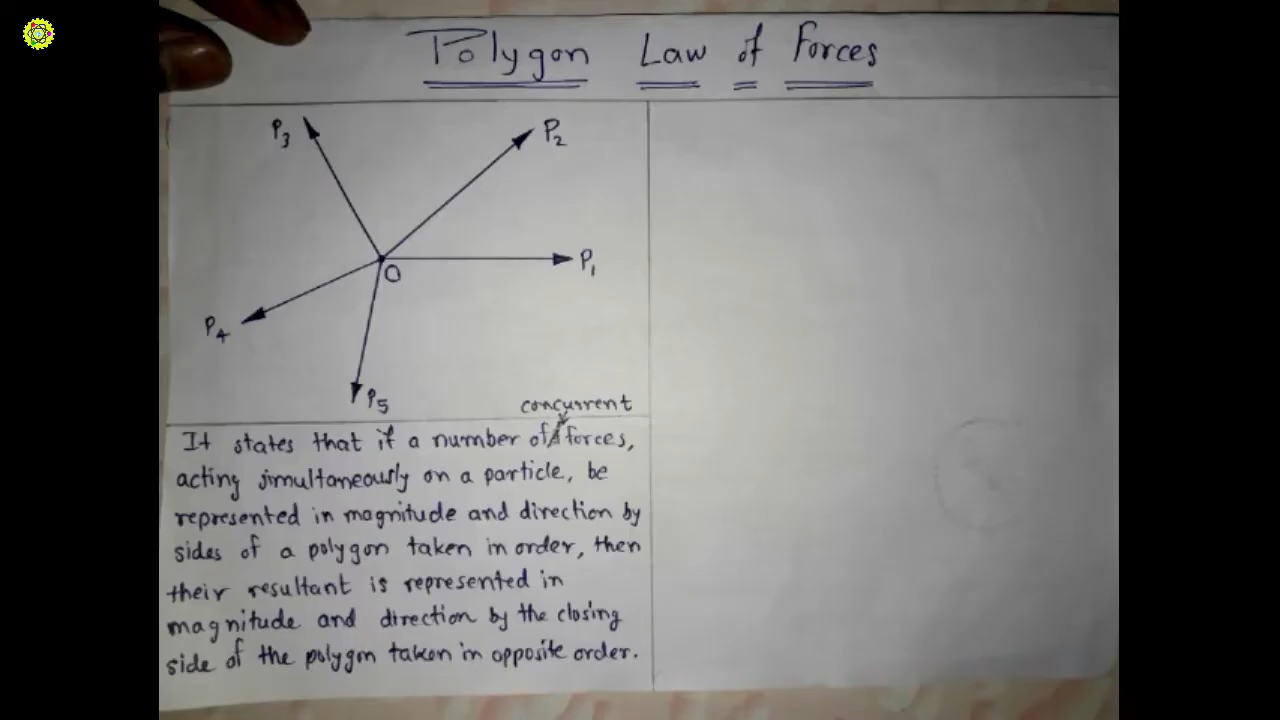 Polygon Law of Forces
P3
P2
O
P1
P4
P5
concurrent
It states that if a number of forces,
acting simultaneously on a particle, be
represented in magnitude and direction by
sides of a polygon taken in order, then
their resultant is represented in
magnitude and direction by the closing
side of the polygon taken in opposite order.